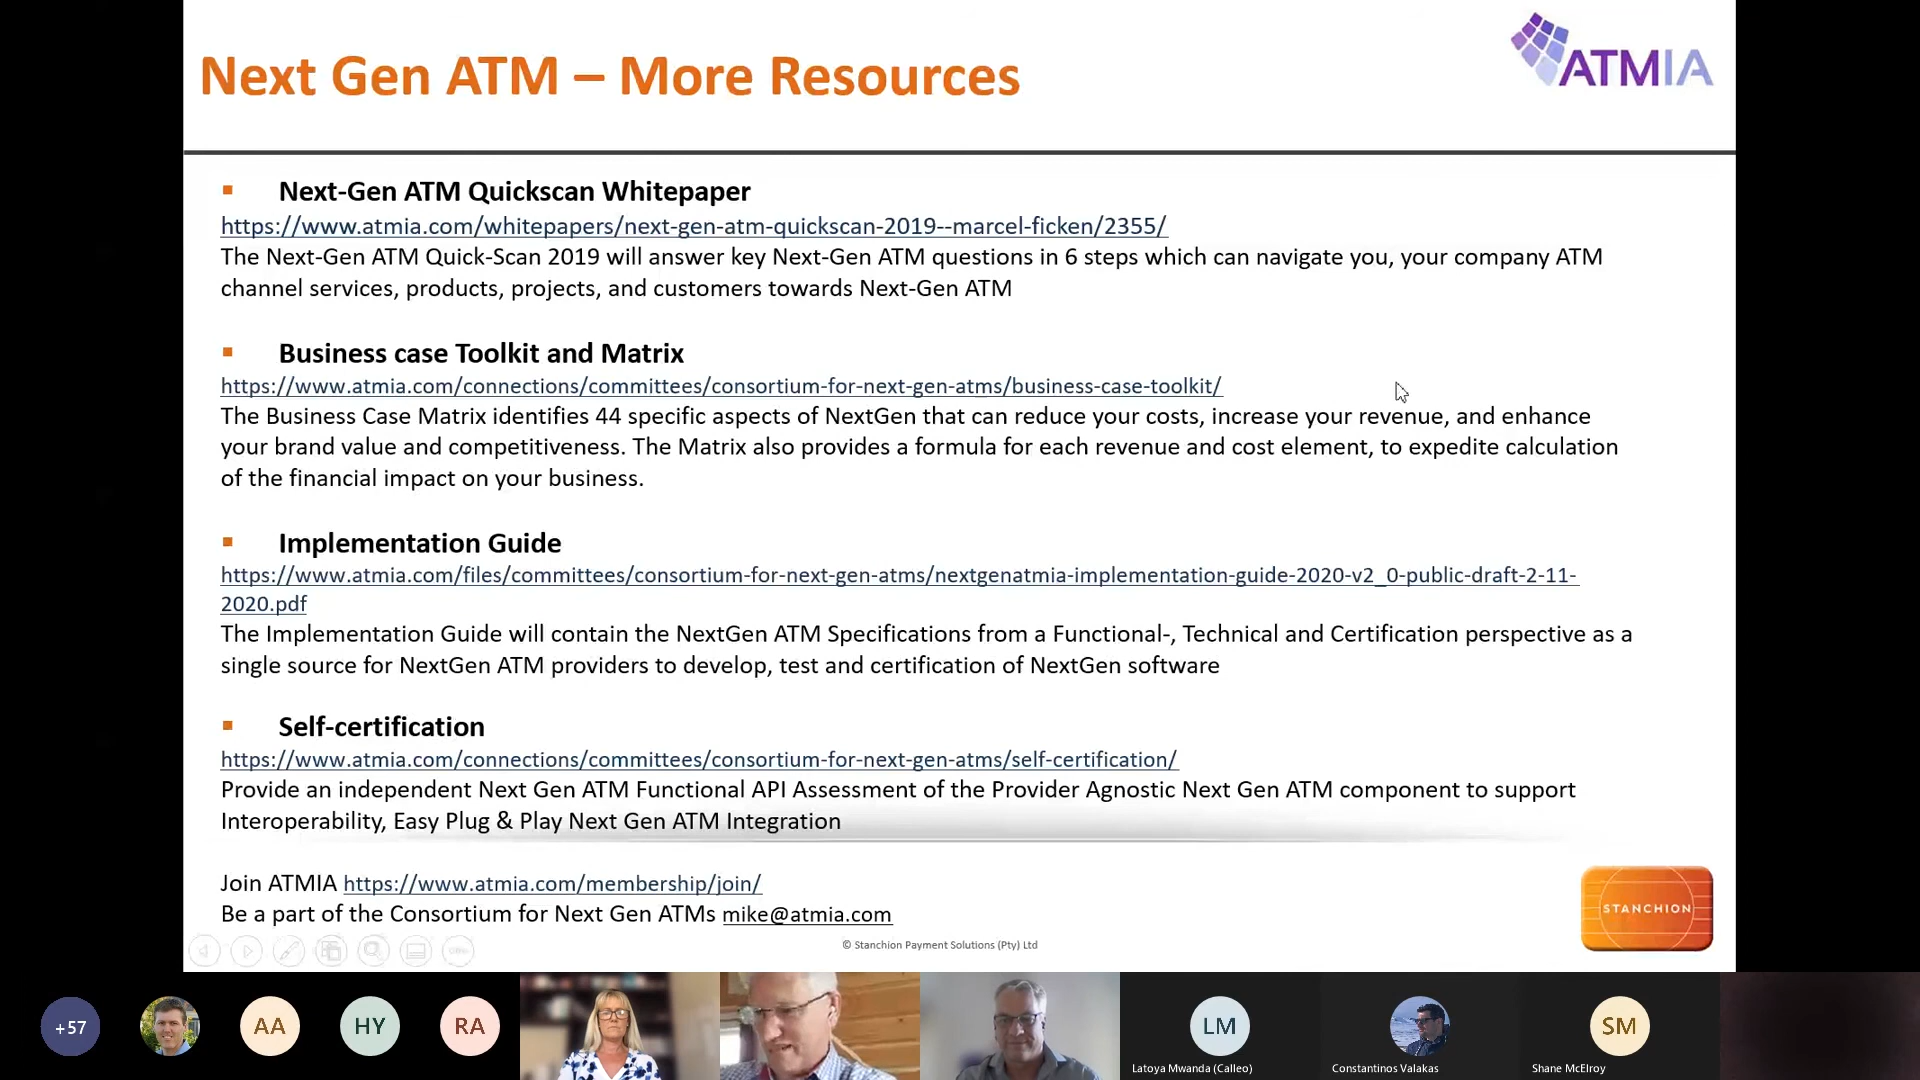 Next Gen ATM – More Resources
ATMIA
Next-Gen ATM Quickscan Whitepaper
https://www.atmia.com/whitepapers/next-gen-atm-quickscan-2019--marcel-ficken/2355/
The Next-Gen ATM Quick-Scan 2019 will answer key Next-Gen ATM questions in 6 steps which can navigate you, your company ATM
channel services, products, projects, and customers towards Next-Gen ATM
Business case Toolkit and Matrix
https://www.atmia.com/connections/committees/consortium-for-next-gen-atms/business-case-toolkit/
The Business Case Matrix identifies 44 specific aspects of NextGen that can reduce your costs, increase your revenue, and enhance
your brand value and competitiveness. The Matrix also provides a formula for each revenue and cost element, to expedite calculation
of the financial impact on your business.
Implementation Guide
https://www.atmia.com/files/committees/consortium-for-next-gen-atms/nextgenatmia-implementation-guide-2020-v2_0-public-draft-2-11-
2020.pdf
The Implementation Guide will contain the NextGen ATM Specifications from a Functional-, Technical and Certification perspective as a
single source for NextGen ATM providers to develop, test and certification of NextGen software
Self-certification
https://www.atmia.com/connections/committees/consortium-for-next-gen-atms/self-certification/
Provide an independent Next Gen ATM Functional API Assessment of the Provider Agnostic Next Gen ATM component to support
Interoperability, Easy Plug & Play Next Gen ATM Integration
Join ATMIA https://www.atmia.com/membership/join/
Be a part of the Consortium for Next Gen ATMs mike@atmia.com
STANCHION
© Stanchion Payment Solutions (Pty) Ltd
+57
AA
HY
RA
LM
SM
Latoya Mwanda (Calleo)
Constantinos Valakas
Shane McElroy